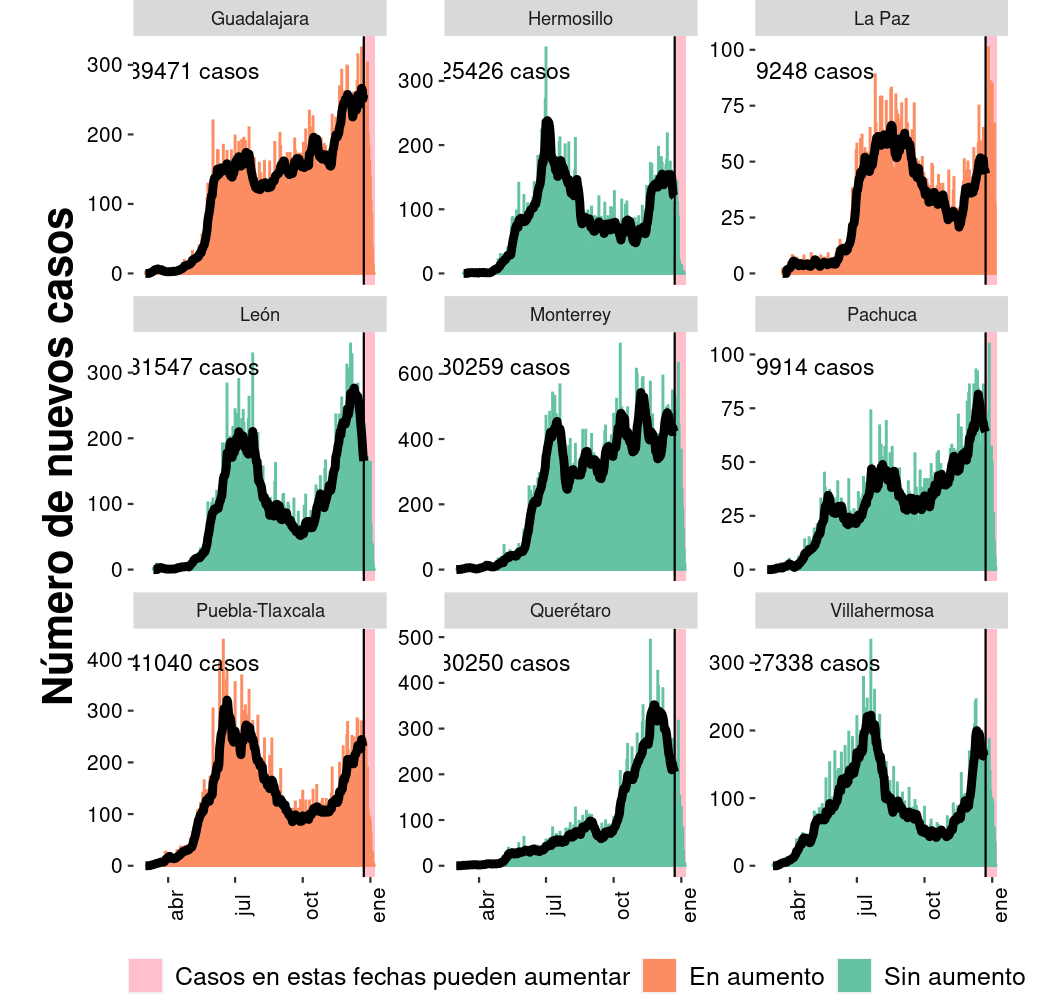 Guadalajara
Hermosillo
La Paz
39471 casos
25426 casos
9248 casos
300
200
100
0
300
200
100
0
100
75
50
25
0
León
Monterrey
Pachuca
31547 casos
80259 casos
9914 casos
300
200
100
0
600
400
200
0
100
75
50
25
0
Puebla-Tlaxcala
Querétaro
Villahermosa
41040 casos
30250 casos
27338 casos
400
300
200
100
0
500
400
300
200
100
0
300
200
100
0
abr
jul
oct
ene
abr
jul
oct
ene
abr
jul
oct
ene
Número de nuevos casos
Casos en estas fechas pueden aumentar
En aumento
Sin aumento